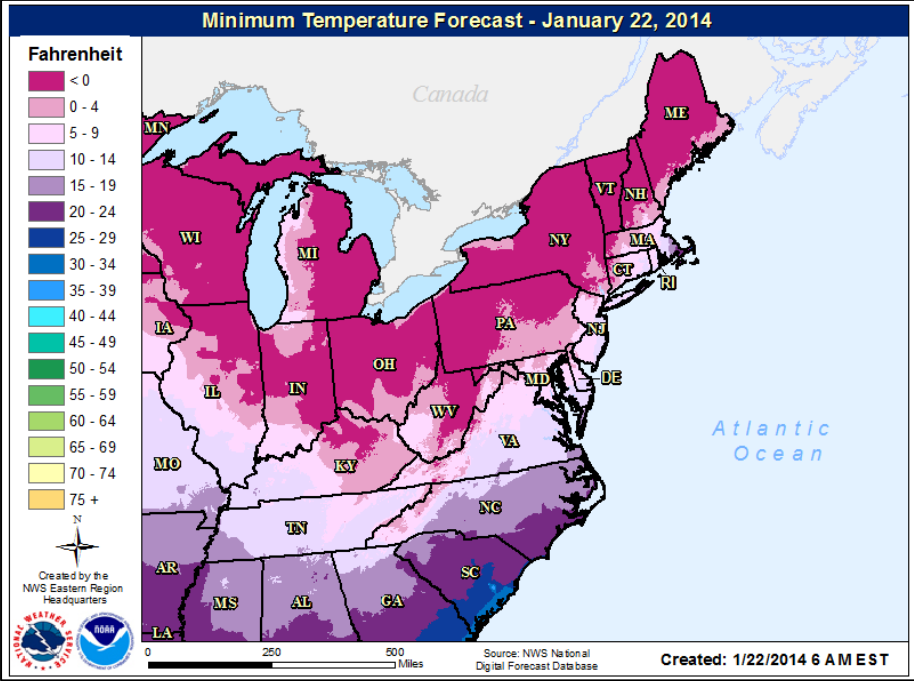 Minimum Temperature Forecast - January 22, 2014
Fahrenheit
< 0
0 - 4
5 - 9
10 - 14
15 - 19
20 - 24
25 - 29
30 - 34
35 - 39
40 - 44
45 - 49
50 - 54
55 - 59
60 - 64
65 - 69
70 - 74
75 +
N
Created by the
NWS Eastern Region
Headquarters
NATIONAL WEATHER SERVICE
NOAA
Canada
MN
ME
VT
NH
WI
MI
NY
MA
CT
RI
IA
PA
NJ
OH
IL
IN
MD
DE
WV
VA
MO
KY
Atlantic
Ocean
TN
NC
AR
SC
MS
AL
GA
LA
0
250
500
Miles
Source: NWS National
Digital Forecast Database
Created: 1/22/2014 6 AM EST